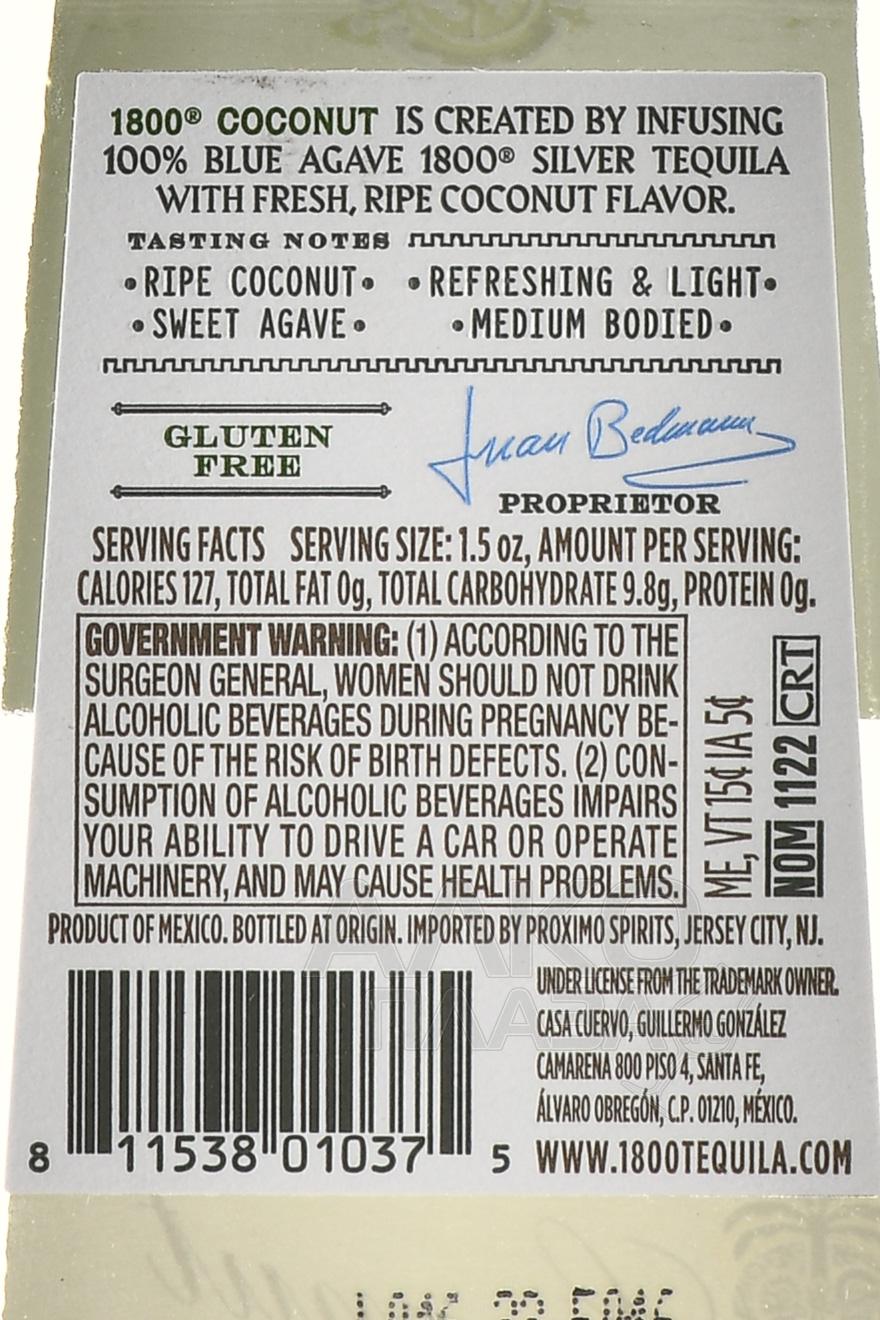 1800® COCONUT IS CREATED BY INFUSING
100% BLUE AGAVE 1800® SILVER TEQUILA
WITH FRESH, RIPE COCONUT FLAVOR.
TASTING NOTES
•RIPE COCONUT• •REFRESHING & LIGHT•
•SWEET AGAVE• •MEDIUM BODIED•
GLUTEN
FREE
Juan Beckmann
PROPRIETOR
SERVING FACTS SERVING SIZE: 1.5 oz, AMOUNT PER SERVING:
CALORIES 127, TOTAL FAT 0g, TOTAL CARBOHYDRATE 9.8g, PROTEIN 0g.
GOVERNMENT WARNING: (1) ACCORDING TO THE
SURGEON GENERAL, WOMEN SHOULD NOT DRINK
ALCOHOLIC BEVERAGES DURING PREGNANCY BE-
CAUSE OF THE RISK OF BIRTH DEFECTS. (2) CON-
SUMPTION OF ALCOHOLIC BEVERAGES IMPAIRS
YOUR ABILITY TO DRIVE A CAR OR OPERATE
MACHINERY, AND MAY CAUSE HEALTH PROBLEMS.
ME, VT 15¢ IA 5¢
NOM 1122 CRT
PRODUCT OF MEXICO. BOTTLED AT ORIGIN. IMPORTED BY PROXIMO SPIRITS, JERSEY CITY, NJ.
UNDER LICENSE FROM THE TRADEMARK OWNER.
CASA CUERVO, GUILLERMO GONZÁLEZ
CAMARENA 800 PISO 4, SANTA FE,
ÁLVARO OBREGÓN, C.P. 01210, MÉXICO.
WWW.1800TEQUILA.COM
8 11538 01037 5
АЛКО
ПЛАЗА